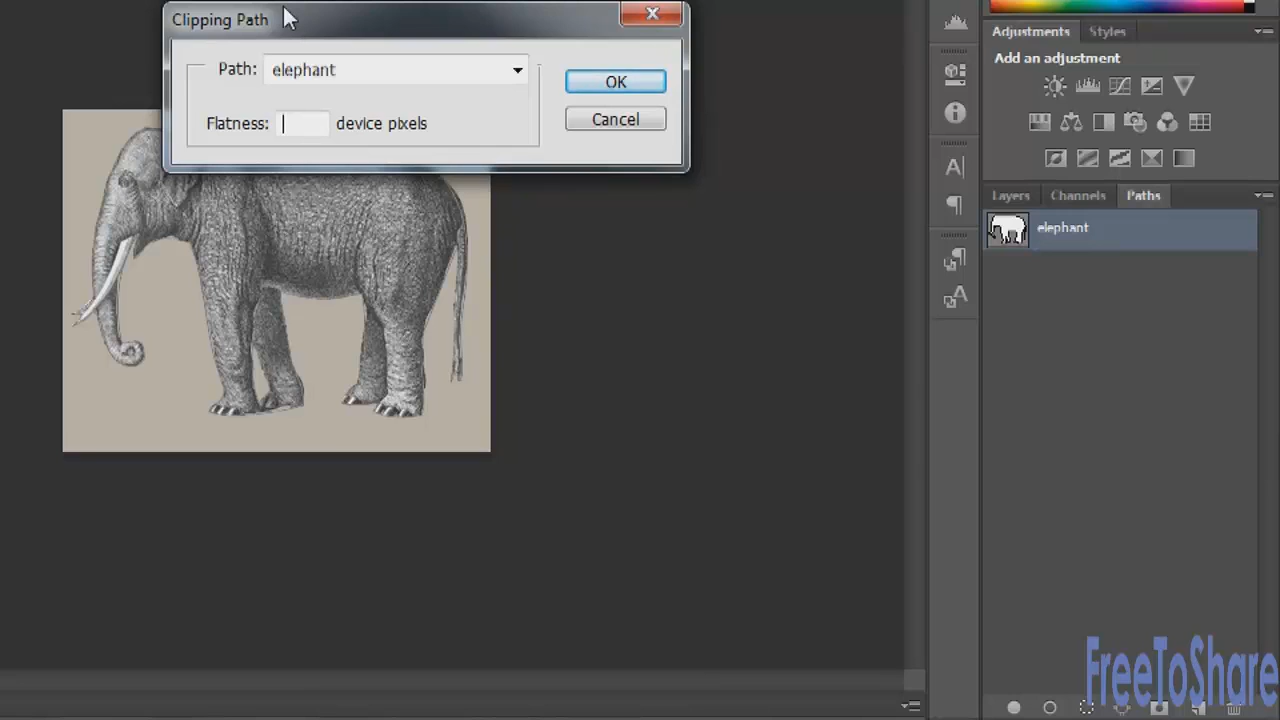 Clipping Path
Path: elephant
OK
Flatness: device pixels
Cancel
Adjustments Styles
Add an adjustment
Layers Channels Paths
elephant
FreeToShare